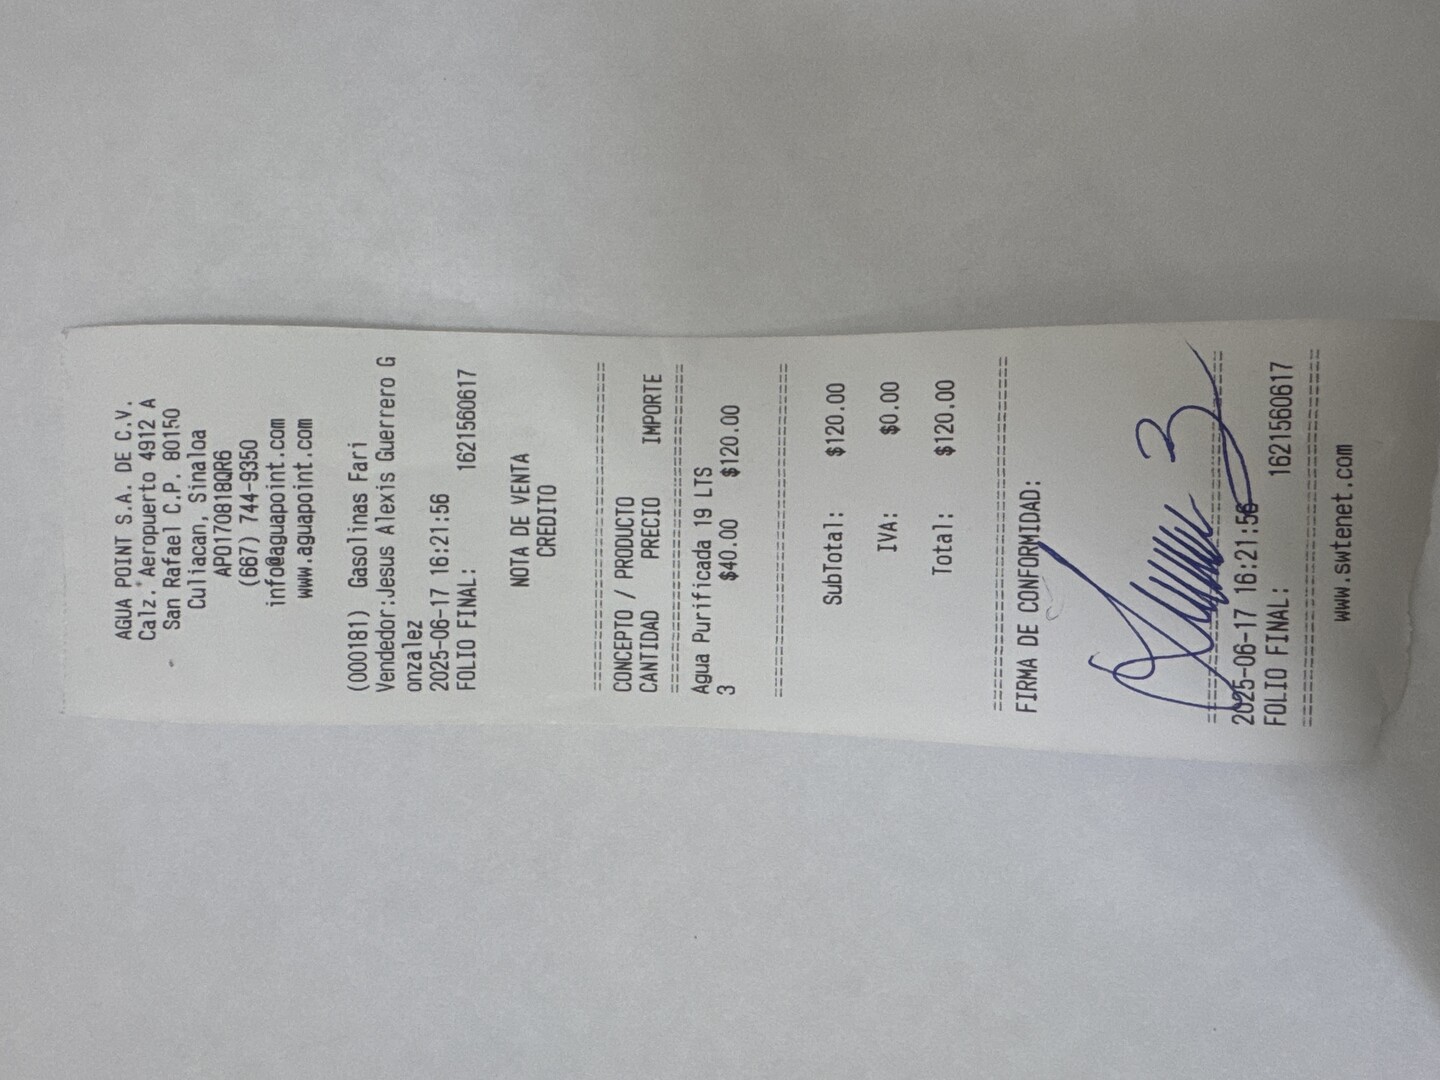 AGUA POINT S.A. DE C.V.
Calz. Aeropuerto 4912 A
San Rafael C.P. 80150
Culiacan, Sinaloa
APO170818QR6
(667) 744-9350
info@aguapoint.com
www.aguapoint.com
(000181) Gasolinas Fari
Vendedor:Jesus Alexis Guerrero G
onzalez
2025-06-17 16:21:56
FOLIO FINAL: 1621560617
NOTA DE VENTA
CREDITO
================================
CONCEPTO / PRODUCTO
CANTIDAD PRECIO IMPORTE
================================
Agua Purificada 19 LTS
3 $40.00 $120.00
================================
SubTotal: $120.00
IVA: $0.00
Total: $120.00
================================
FIRMA DE CONFORMIDAD:
3
================================
2025-06-17 16:21:56
FOLIO FINAL: 1621560617
================================
www.swtenet.com